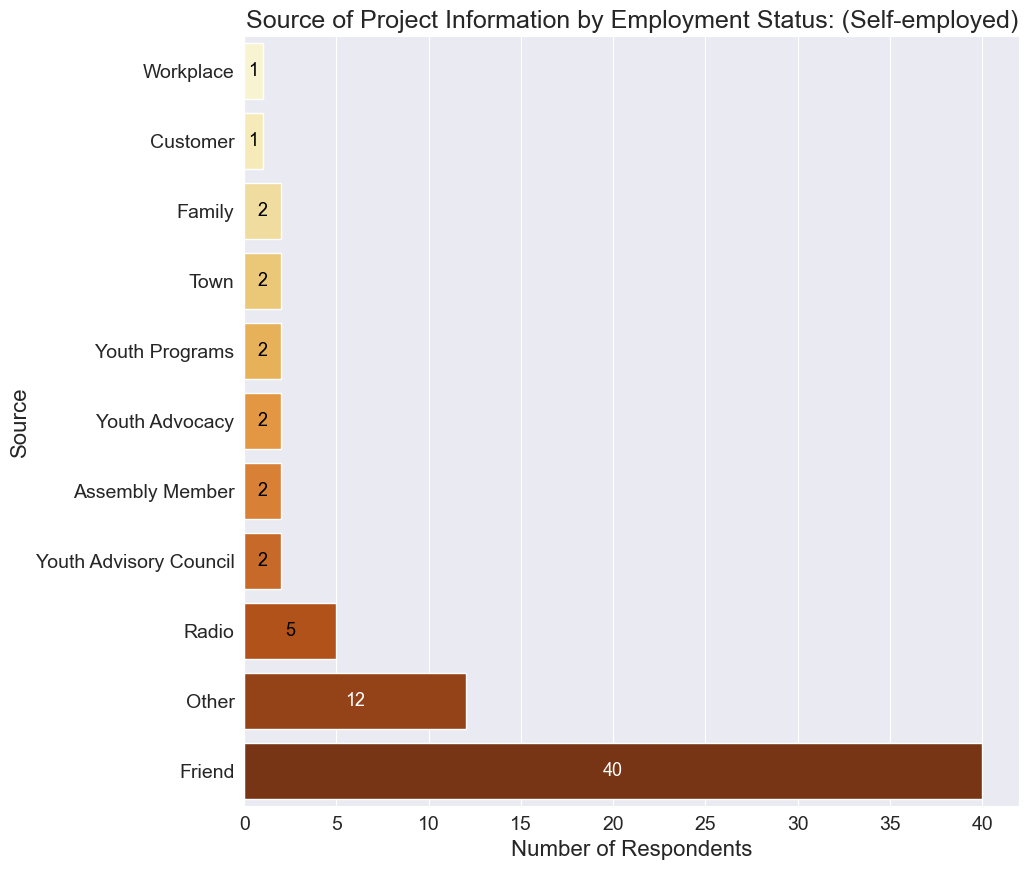 Source of Project Information by Employment Status: (Self-employed)
Source
Workplace 1
Customer 1
Family 2
Town 2
Youth Programs 2
Youth Advocacy 2
Assembly Member 2
Youth Advisory Council 2
Radio 5
Other 12
Friend 40
0 5 10 15 20 25 30 35 40
Number of Respondents